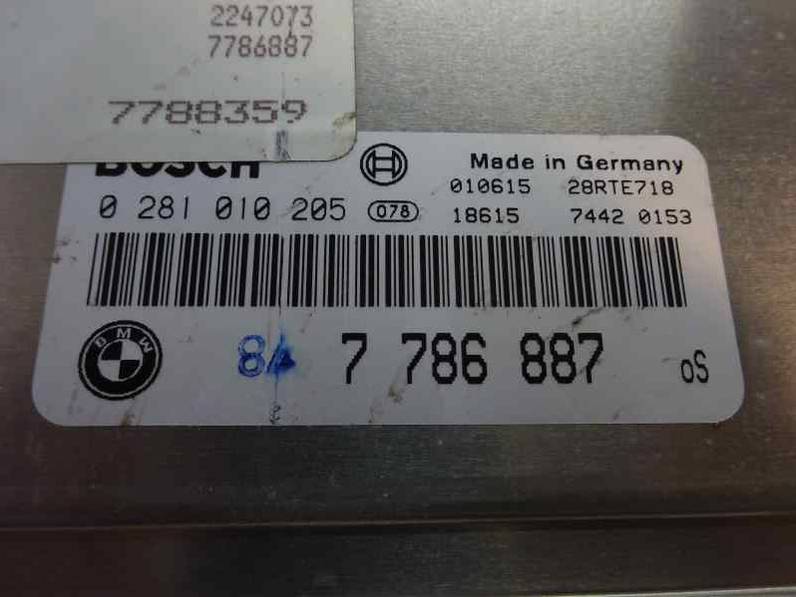 2247073
7786887
7788359
BOSCH
Made in Germany
010615 28RTE718
0 281 010 205 078 18615 7442 0153
BMW
7 786 887 oS